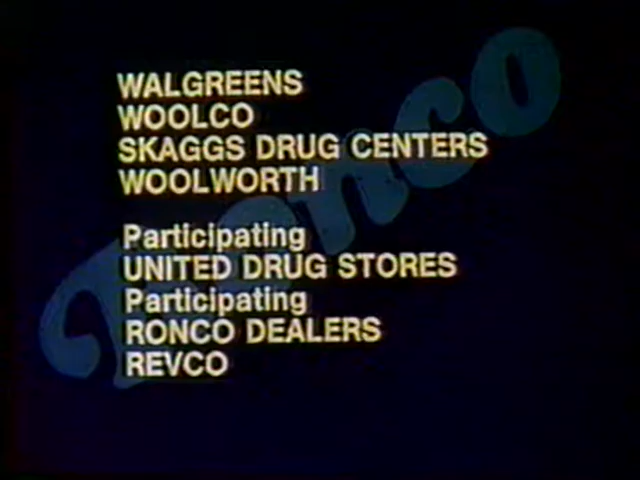 Ronco
WALGREENS
WOOLCO
SKAGGS DRUG CENTERS
WOOLWORTH
Participating
UNITED DRUG STORES
Participating
RONCO DEALERS
REVCO